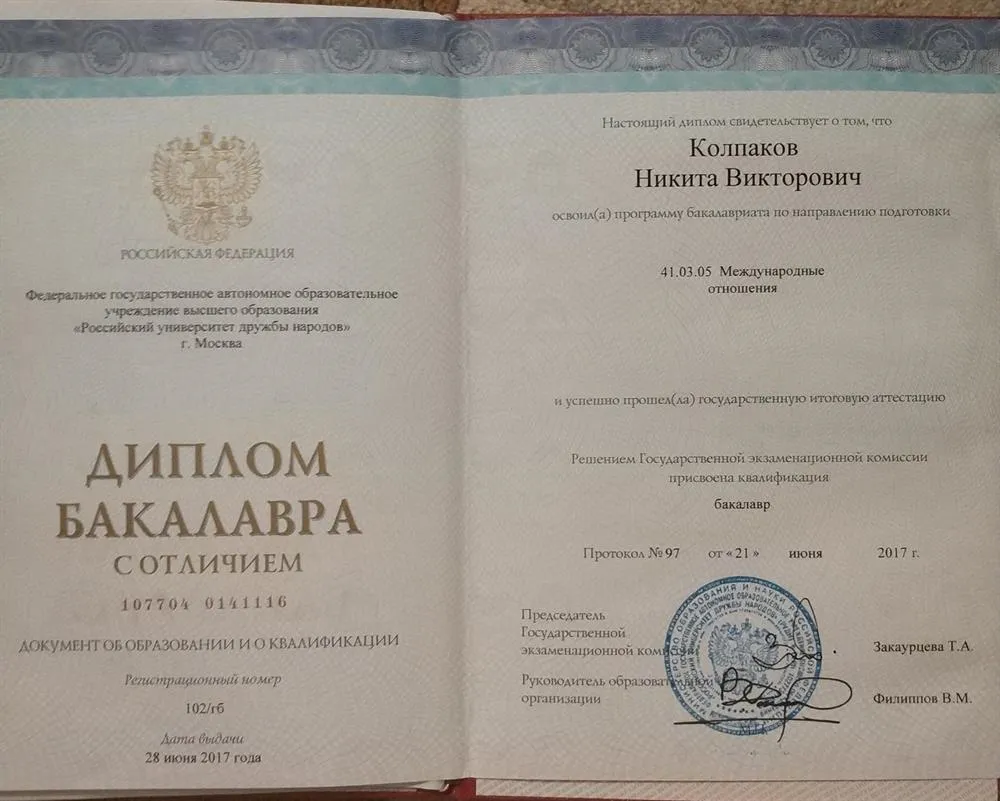 РОССИЙСКАЯ ФЕДЕРАЦИЯ
Федеральное государственное автономное образовательное
учреждение высшего образования
«Российский университет дружбы народов»
г. Москва
ДИПЛОМ
БАКАЛАВРА
С ОТЛИЧИЕМ
107704 0141116
ДОКУМЕНТ ОБ ОБРАЗОВАНИИ И О КВАЛИФИКАЦИИ
Регистрационный номер
102/гб
Дата выдачи
28 июня 2017 года
Настоящий диплом свидетельствует о том, что
Колпаков
Никита Викторович
освоил(а) программу бакалавриата по направлению подготовки
41.03.05 Международные
отношения
и успешно прошел(ла) государственную итоговую аттестацию
Решением Государственной экзаменационной комиссии
присвоена квалификация
бакалавр
Протокол № 97 от « 21 » июня 2017 г.
Председатель
Государственной
экзаменационной комиссии Закаурцева Т.А.
Руководитель образовательной
организации Филиппов В.М.